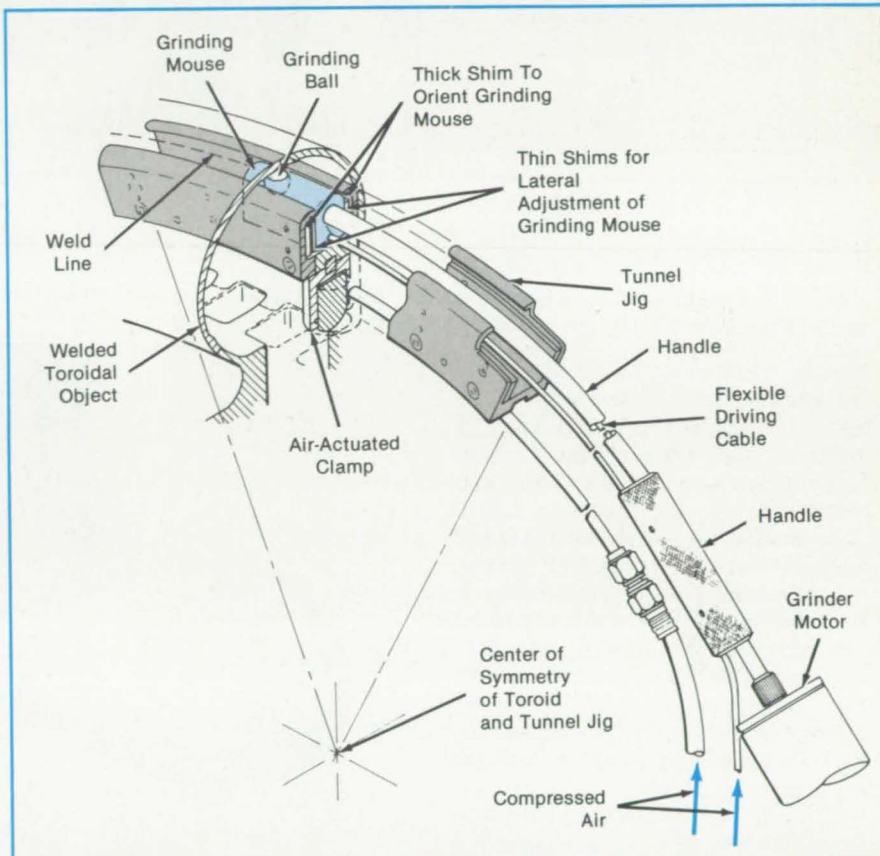 Grinding
Mouse
Grinding
Ball
Thick Shim To
Orient Grinding
Mouse
Thin Shims for
Lateral
Adjustment of
Grinding Mouse
Weld
Line
Tunnel
Jig
Welded
Toroidal
Object
Handle
Flexible
Driving
Cable
Air-Actuated
Clamp
Handle
Grinder
Motor
Center of
Symmetry
of Toroid
and Tunnel Jig
Compressed
Air